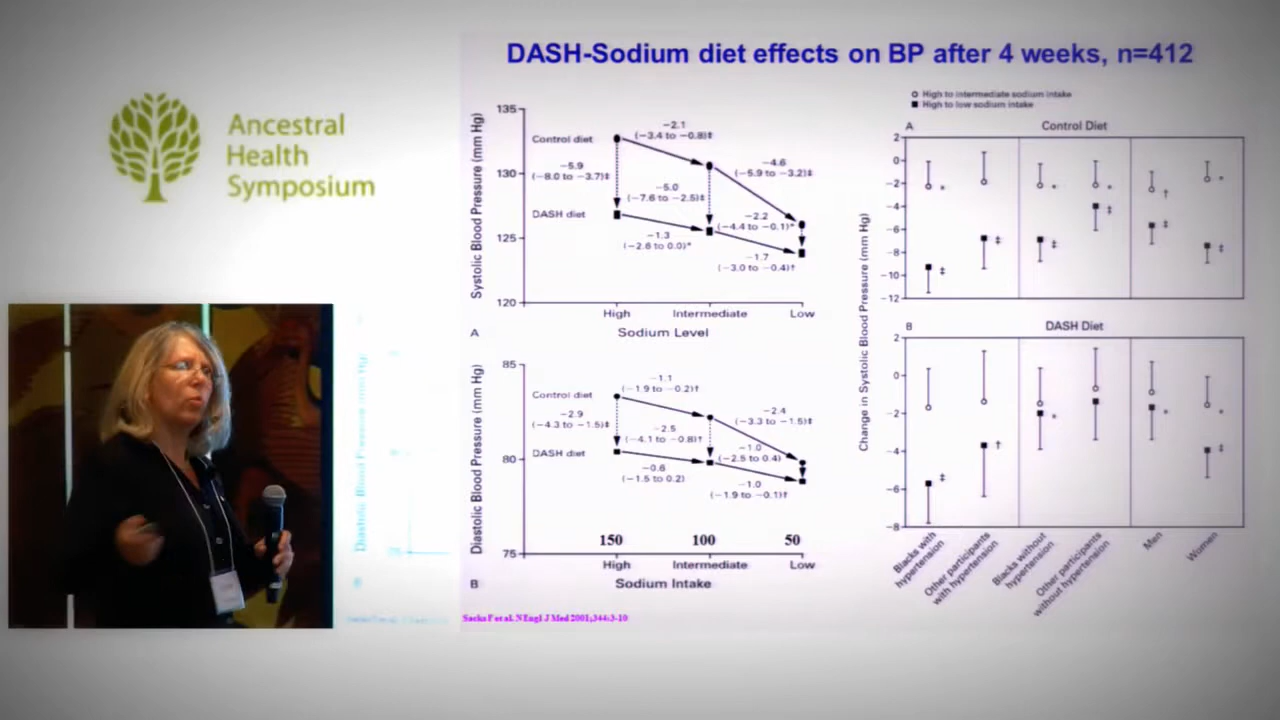 DASH-Sodium diet effects on BP after 4 weeks, n=412
Ancestral
Health
Symposium
Systolic Blood Pressure (mm Hg)
135
130
125
120
Control diet
−2.1
(−3.4 to −0.8)‡
−5.9
(−8.0 to −3.7)‡
−4.6
(−5.9 to −3.2)‡
−5.0
(−7.6 to −2.5)‡
DASH diet
−2.2
(−4.4 to −0.1)*
−1.3
(−2.6 to 0.0)*
−1.7
(−3.0 to −0.4)†
High Intermediate Low
A Sodium Level
Diastolic Blood Pressure (mm Hg)
85
80
75
−1.1
(−1.9 to −0.2)†
Control diet
−2.9
(−4.3 to −1.5)‡
−2.4
(−3.3 to −1.5)‡
−2.5
(−4.1 to −0.8)†
DASH diet
−1.0
(−2.5 to 0.4)
−0.6
(−1.5 to 0.2)
−1.0
(−1.9 to −0.1)†
150 100 50
High Intermediate Low
B Sodium Intake
Sacks F et al. N Engl J Med 2001;344:3-10
High to intermediate sodium intake
High to low sodium intake
A Control Diet
Change in Systolic Blood Pressure (mm Hg)
2
0
−2
−4
−6
−8
−10
−12
B DASH Diet
2
0
−2
−4
−6
−8
Blacks with
hypertension
Other participants
with hypertension
Blacks without
hypertension
Other participants
without hypertension
Men
Women